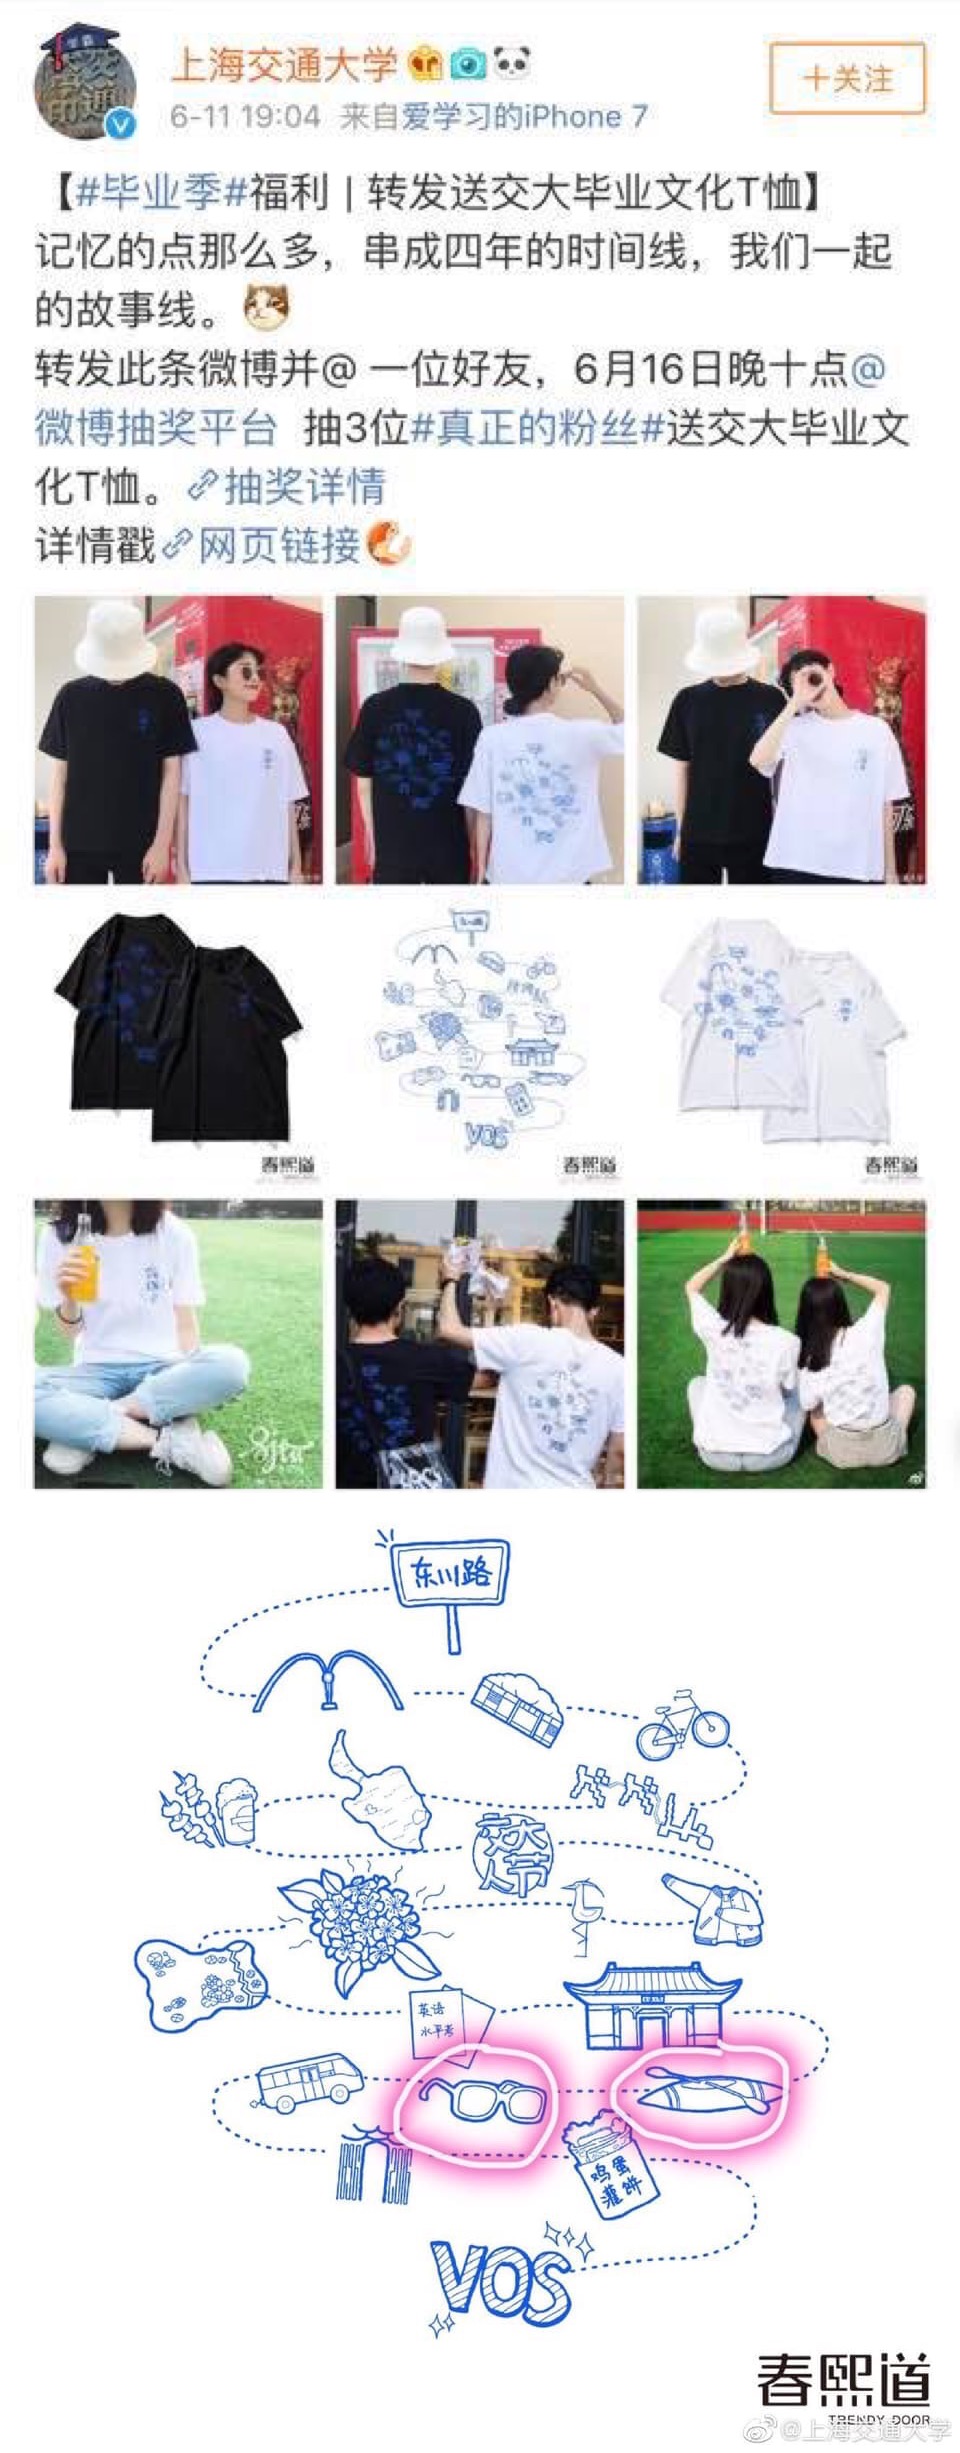 上海交通大学
+关注
6-11 19:04 来自爱学习的iPhone 7
【#毕业季#福利 | 转发送交大毕业文化T恤】
记忆的点那么多，串成四年的时间线，我们一起
的故事线。
转发此条微博并@ 一位好友，6月16日晚十点@
微博抽奖平台 抽3位#真正的粉丝#送交大毕业文
化T恤。抽奖详情
详情戳网页链接
东川路
VOS
春熙道
春熙道
春熙道
Sjtu
东川路
交大
人节
英语
水平考
鸡蛋
灌饼
VOS
春熙道
TRENDY DOOR
@上海交通大学